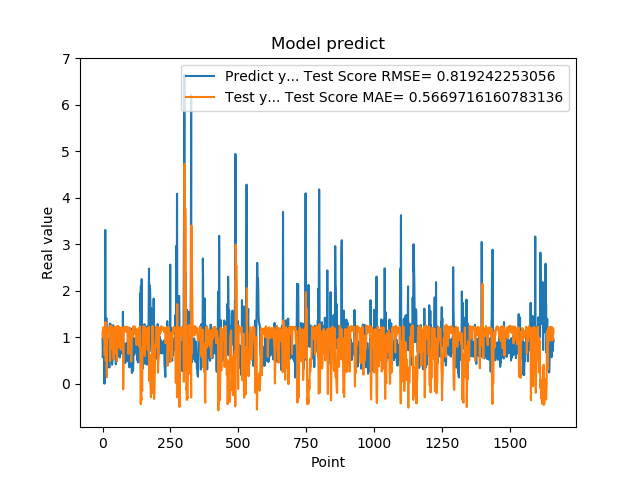 Model predict
Predict y... Test Score RMSE= 0.819242253056
Test y... Test Score MAE= 0.5669716160783136
7
6
5
4
3
2
1
0
Real value
0 250 500 750 1000 1250 1500
Point